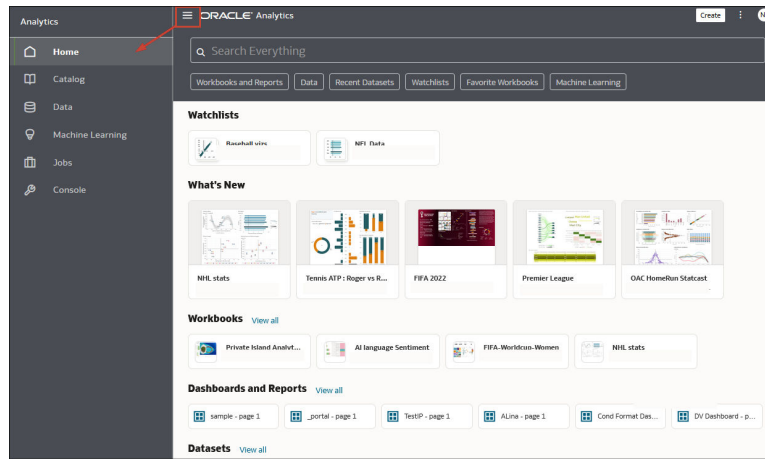 Analytics
ORACLE Analytics
Create
N
Home
Catalog
Data
Machine Learning
Jobs
Console
Search Everything
Workbooks and Reports
Data
Recent Datasets
Watchlists
Favorite Workbooks
Machine Learning
Watchlists
Baseball vizs
NFL Data
What's New
NHL stats
Tennis ATP : Roger vs R...
FIFA 2022
Premier League
OAC HomeRun Statcast
Workbooks View all
Private Island Analyt...
AI language Sentiment
FIFA-Worldcup-Women
NHL stats
Dashboards and Reports View all
sample - page 1
_portal - page 1
TestIP - page 1
ALina - page 1
Cond Format Das...
DV Dashboard - p...
Datasets View all